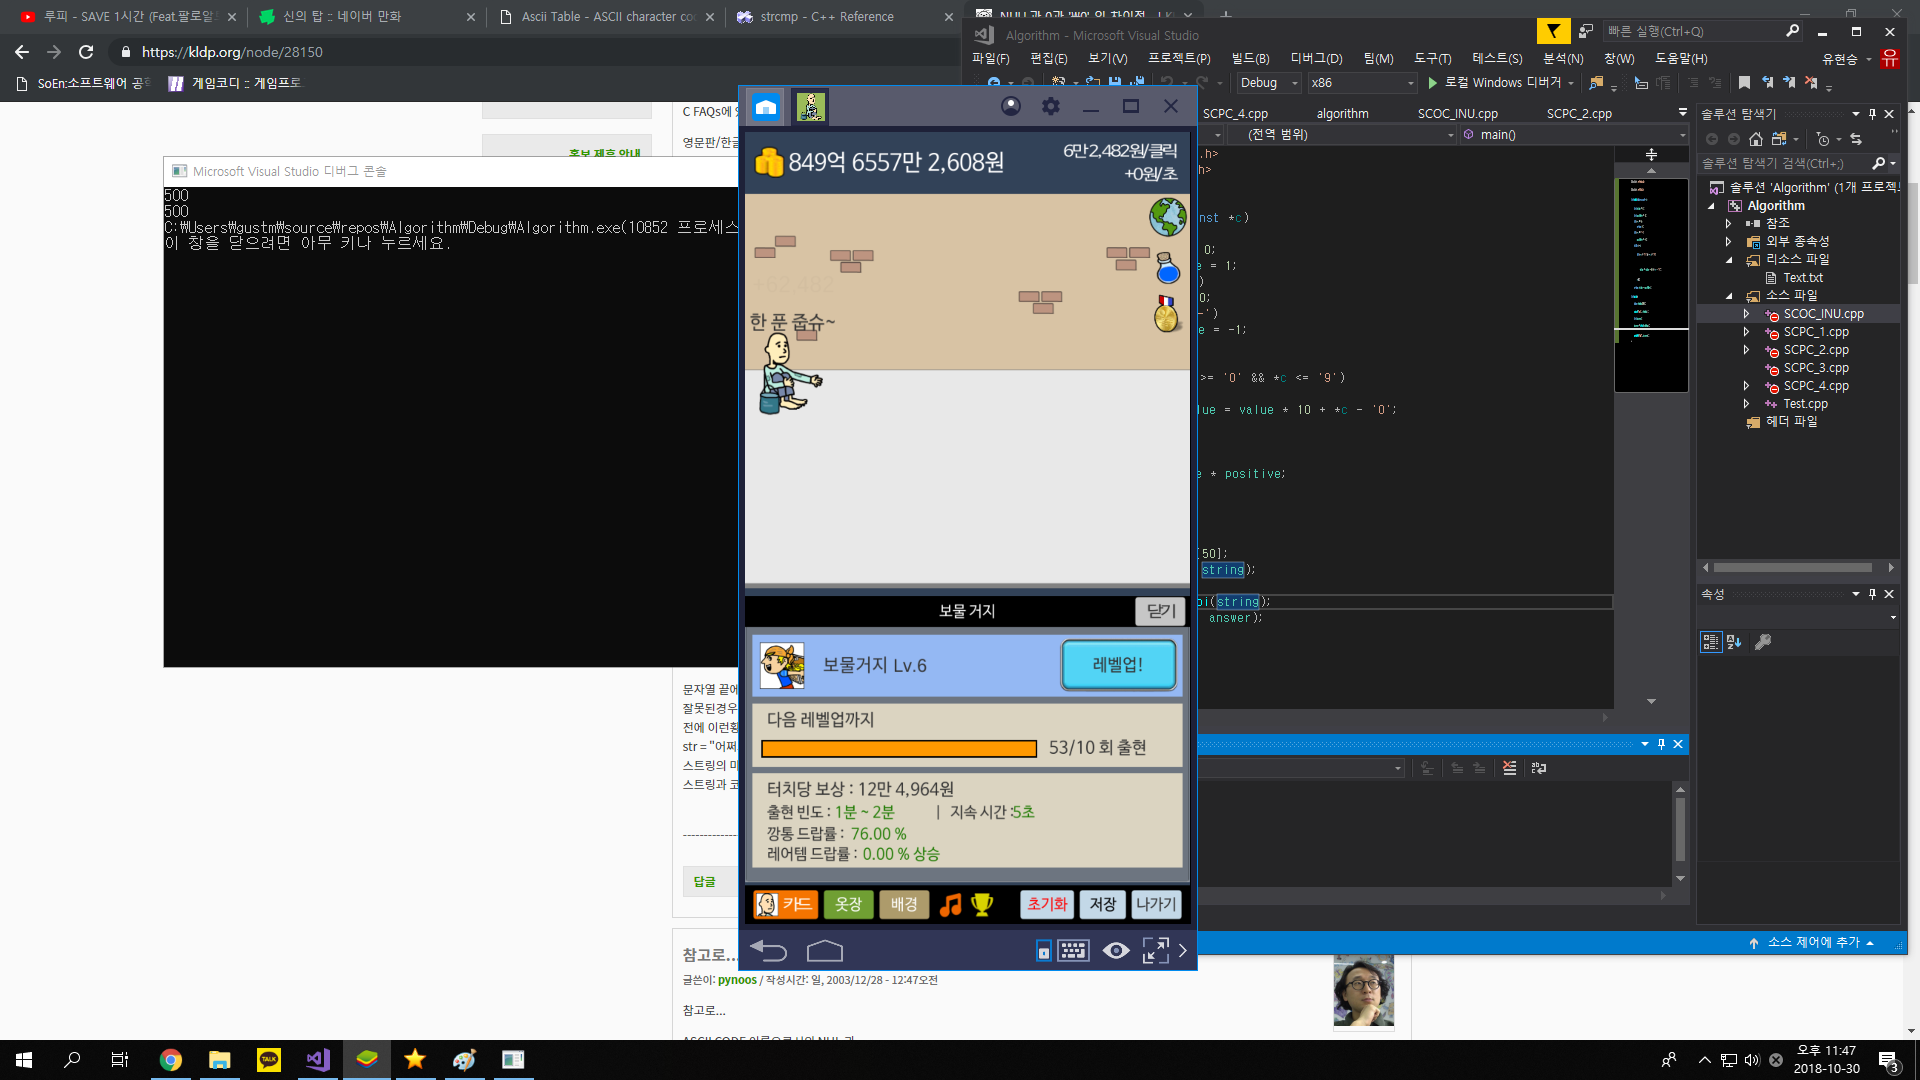 루피 - SAVE 1시간 (Feat.팔로알
신의 탑 :: 네이버 만화
Ascii Table - ASCII character co
strcmp - C++ Reference
https://kldp.org/node/28150
SoEn:소프트웨어 공
게임코디 :: 게임프로
Algorithm - Microsoft Visual Studio
빠른 실행(Ctrl+Q)
파일(F) 편집(E) 보기(V) 프로젝트(P) 빌드(B) 디버그(D) 팀(M) 도구(T) 테스트(S) 분석(N) 창(W) 도움말(H) 유현승 유
Debug x86 로컬 Windows 디버거
SCPC_4.cpp algorithm SCOC_INU.cpp SCPC_2.cpp
(전역 범위) main()
.h>
h>
nst *c)
0;
e = 1;
)
0;
-')
e = -1;
>= '0' && *c <= '9')
lue = value * 10 + *c - '0';
e * positive;
[50];
string);
oi(string);
answer);
솔루션 탐색기
솔루션 탐색기 검색(Ctrl+;)
솔루션 'Algorithm' (1개 프로젝트
Algorithm
참조
외부 종속성
리소스 파일
Text.txt
소스 파일
SCOC_INU.cpp
SCPC_1.cpp
SCPC_2.cpp
SCPC_3.cpp
SCPC_4.cpp
Test.cpp
헤더 파일
속성
소스 제어에 추가
C FAQs에
영문판/한글
홍보 제휴 안내
Microsoft Visual Studio 디버그 콘솔
500
500
C:₩Users₩gustm₩source₩repos₩Algorithm₩Debug₩Algorithm.exe(10852 프로세스
이 창을 닫으려면 아무 키나 누르세요.
849억 6557만 2,608원
6만2,482원/클릭
+0원/초
+62,482
한 푼 줍슈~
보물 거지
닫기
보물거지 Lv.6
레벨업!
다음 레벨업까지
53/10 회 출현
터치당 보상 : 12만 4,964원
출현 빈도 : 1분 ~ 2분 | 지속 시간 :5초
깡통 드랍률 : 76.00 %
레어템 드랍률 : 0.00 % 상승
카드 옷장 배경 초기화 저장 나가기
문자열 끝에
잘못된경우
전에 이런황
str = "어쩌
스트링의 마
스트링과 코
답글
참고로...
글쓴이: pynoos / 작성시간: 일, 2003/12/28 - 12:47오전
참고로...
TALK
오후 11:47
2018-10-30
3